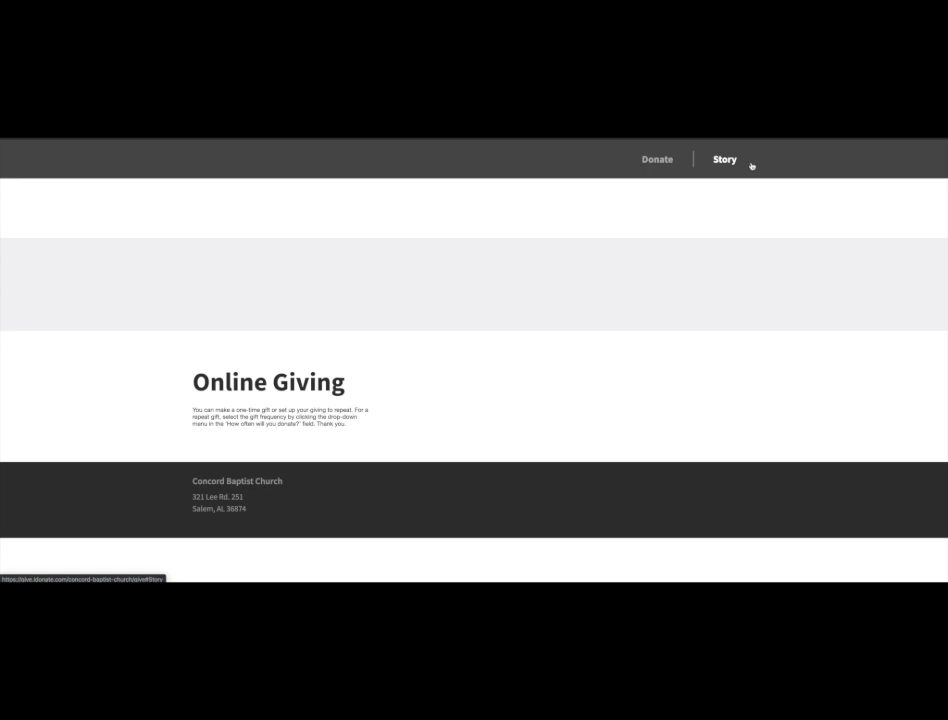 Donate
Story
Online Giving
You can make a one-time gift or set up your giving to repeat. For a
repeat gift, select the gift frequency by clicking the drop-down
menu in the "How often will you donate?" field. Thank you.
Concord Baptist Church
321 Lee Rd. 251
Salem, AL 36874
https://give.idonate.com/concord-baptist-church/give#Story